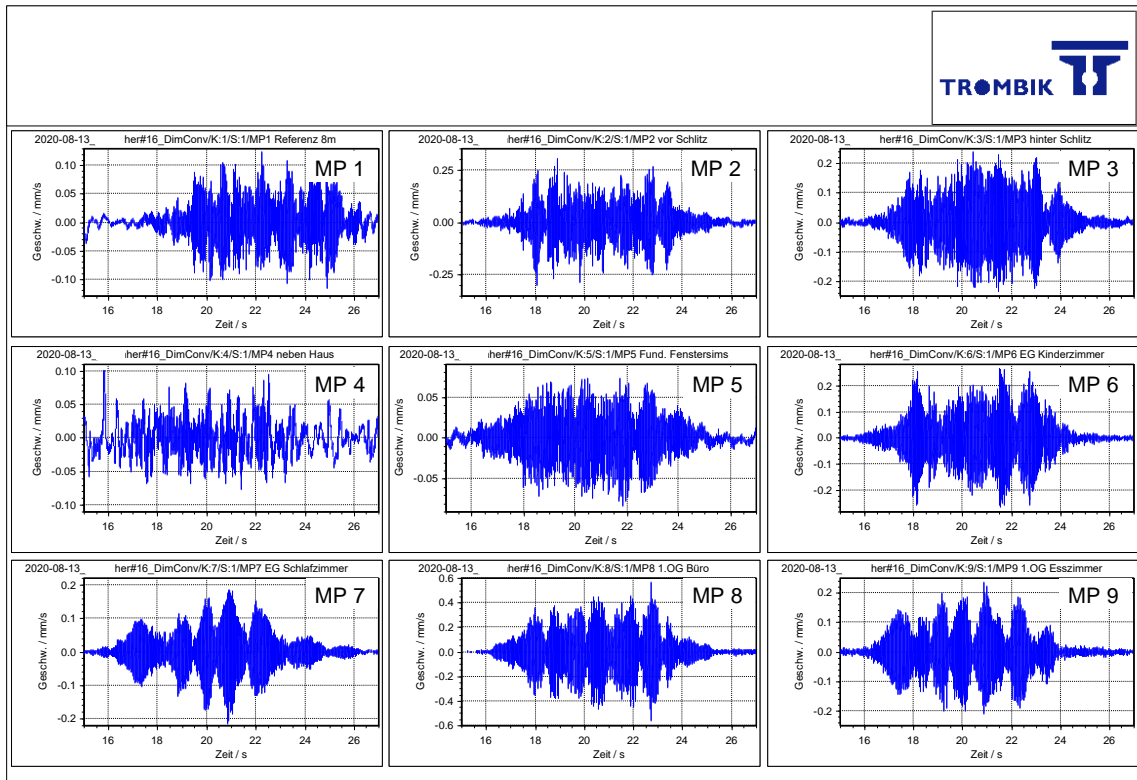 TROMBIK
2020-08-13_ her#16_DimConv/K:1/S:1/MP1 Referenz 8m
MP 1
Geschw. / mm/s
0.10
0.05
0.00
-0.05
-0.10
16 18 20 22 24 26
Zeit / s
2020-08-13_ her#16_DimConv/K:2/S:1/MP2 vor Schlitz
MP 2
Geschw. / mm/s
0.25
0.00
-0.25
16 18 20 22 24 26
Zeit / s
2020-08-13_ her#16_DimConv/K:3/S:1/MP3 hinter Schlitz
MP 3
Geschw. / mm/s
0.2
0.1
0.0
-0.1
-0.2
16 18 20 22 24 26
Zeit / s
2020-08-13_ her#16_DimConv/K:4/S:1/MP4 neben Haus
MP 4
Geschw. / mm/s
0.10
0.05
0.00
-0.05
-0.10
16 18 20 22 24 26
Zeit / s
2020-08-13_ her#16_DimConv/K:5/S:1/MP5 Fund. Fenstersims
MP 5
Geschw. / mm/s
0.05
0.00
-0.05
16 18 20 22 24 26
Zeit / s
2020-08-13_ her#16_DimConv/K:6/S:1/MP6 EG Kinderzimmer
MP 6
Geschw. / mm/s
0.2
0.1
0.0
-0.1
-0.2
16 18 20 22 24 26
Zeit / s
2020-08-13_ her#16_DimConv/K:7/S:1/MP7 EG Schlafzimmer
MP 7
Geschw. / mm/s
0.2
0.1
0.0
-0.1
-0.2
16 18 20 22 24 26
Zeit / s
2020-08-13_ her#16_DimConv/K:8/S:1/MP8 1.OG Büro
MP 8
Geschw. / mm/s
0.6
0.4
0.2
0.0
-0.2
-0.4
-0.6
16 18 20 22 24 26
Zeit / s
2020-08-13_ her#16_DimConv/K:9/S:1/MP9 1.OG Esszimmer
MP 9
Geschw. / mm/s
0.2
0.1
0.0
-0.1
-0.2
16 18 20 22 24 26
Zeit / s